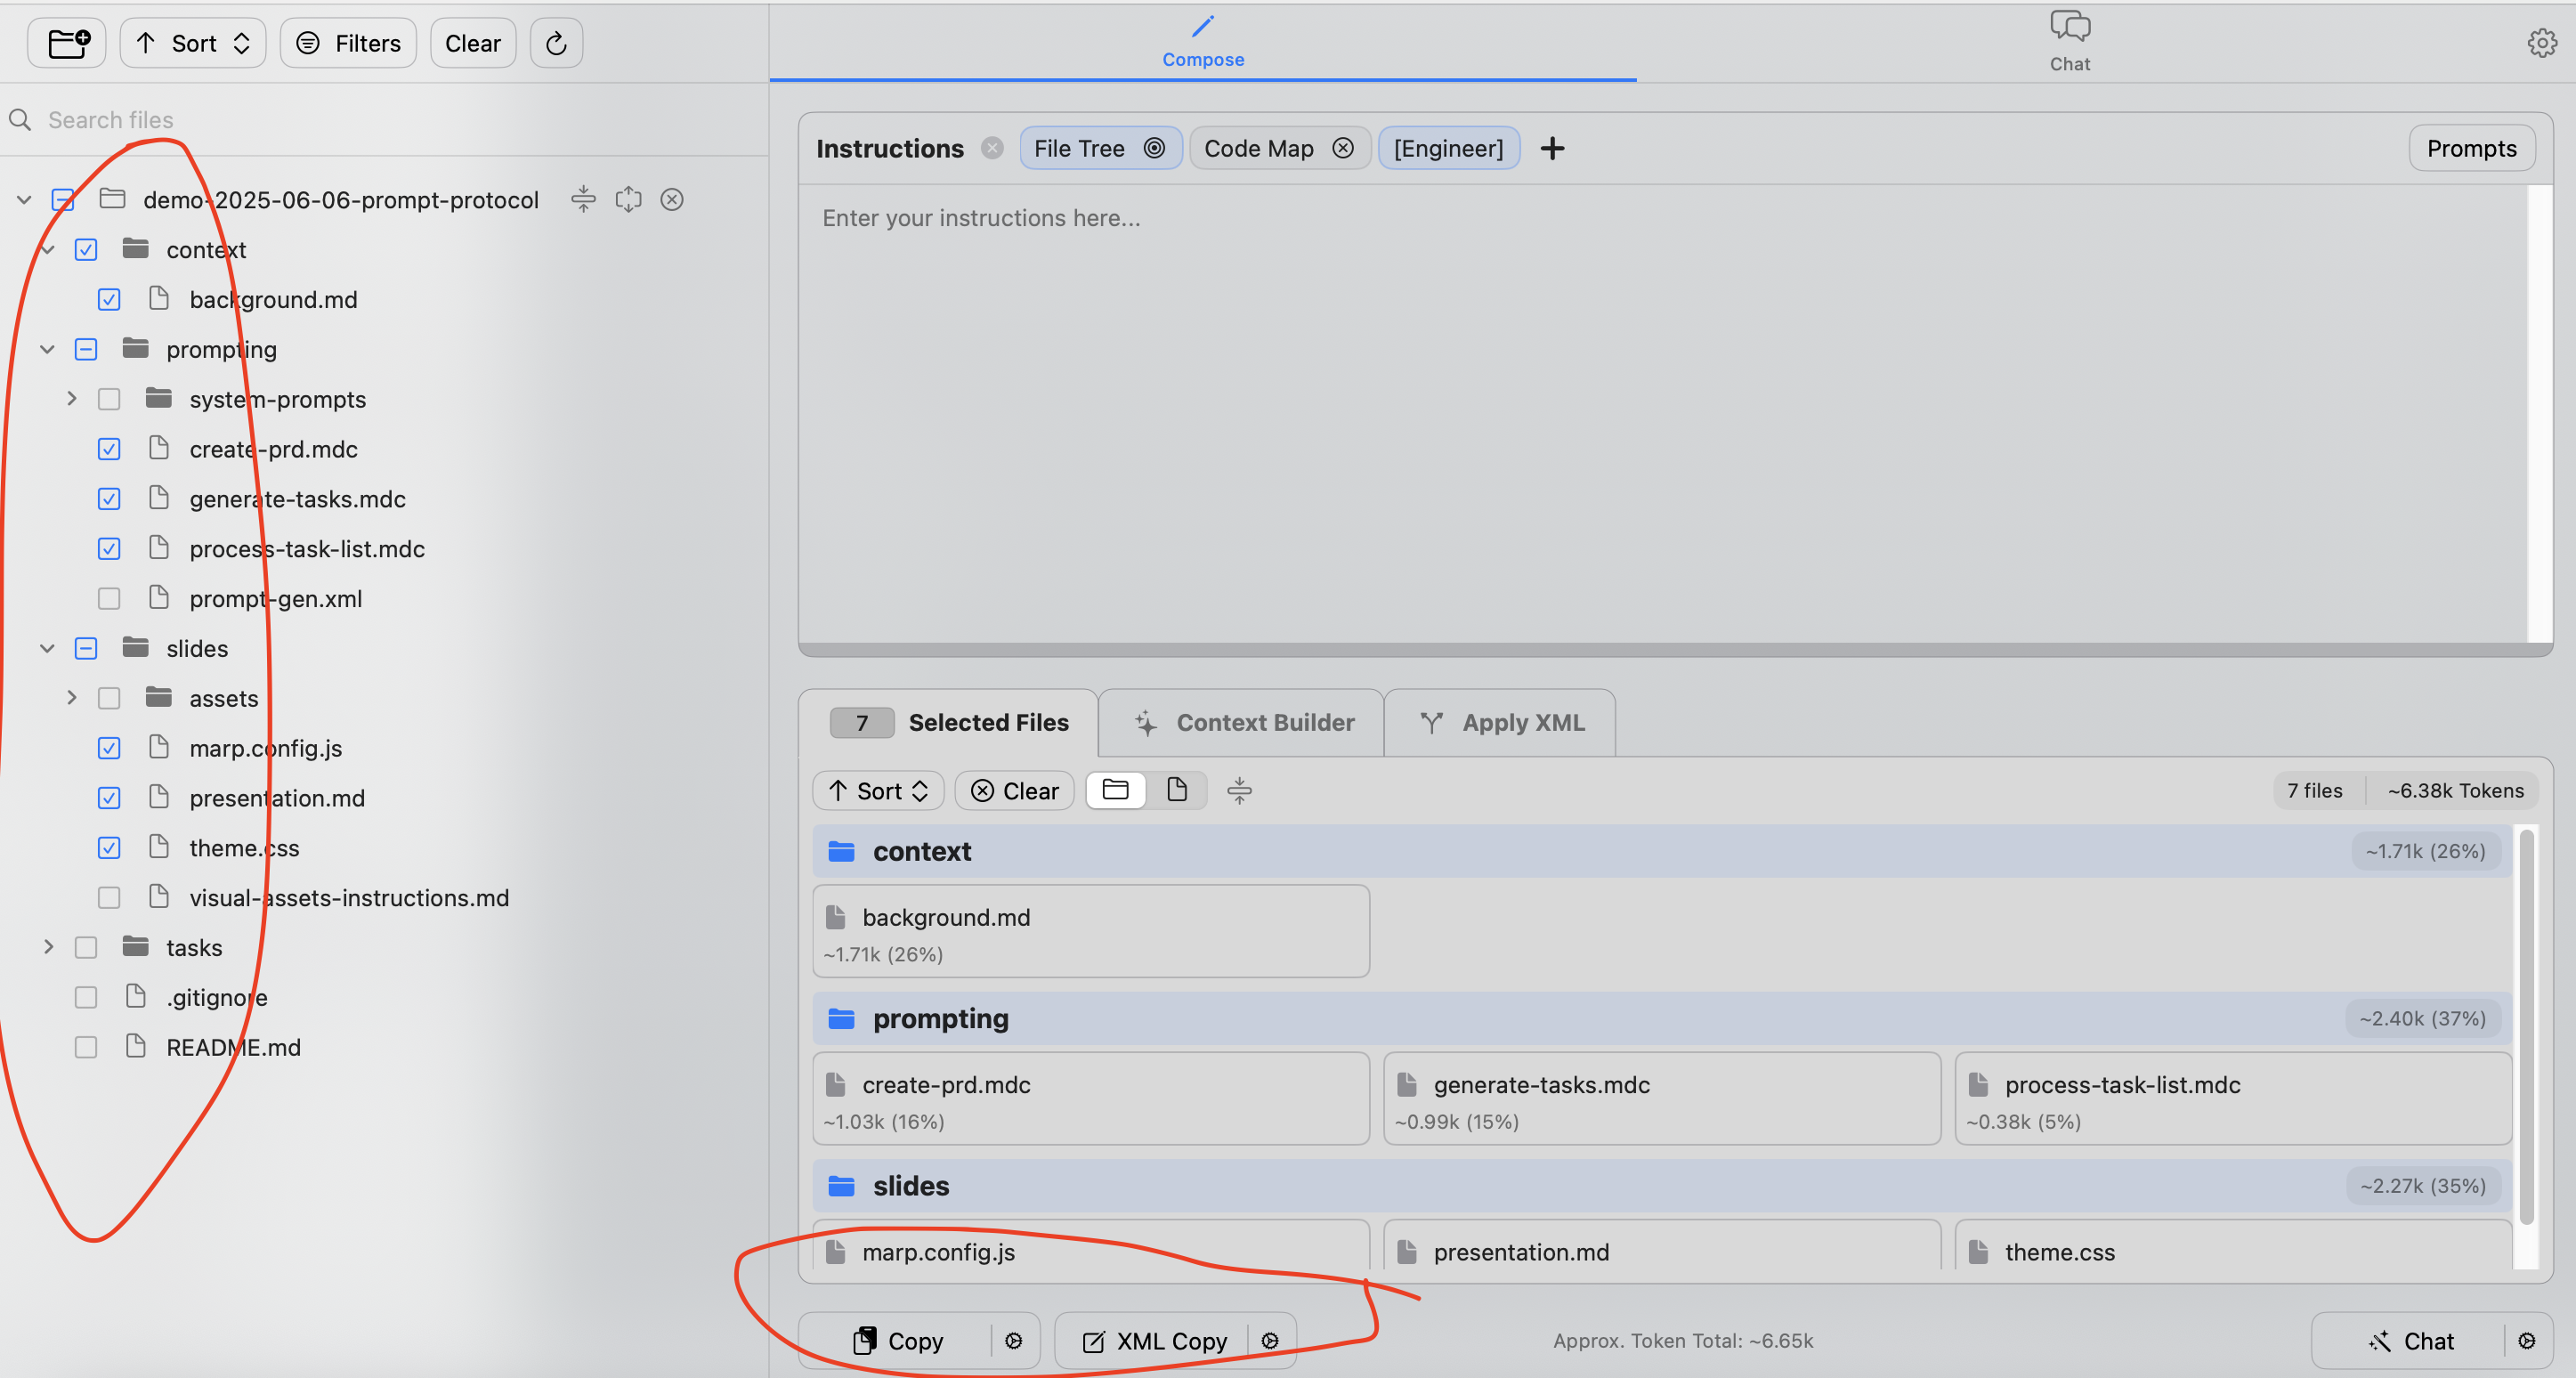 Sort
Filters
Clear
Compose
Chat
Search files
Instructions
File Tree
Code Map
[Engineer]
Prompts
Enter your instructions here...
demo-2025-06-06-prompt-protocol
context
background.md
prompting
system-prompts
create-prd.mdc
generate-tasks.mdc
process-task-list.mdc
prompt-gen.xml
slides
assets
marp.config.js
presentation.md
theme.css
visual-assets-instructions.md
tasks
.gitignore
README.md
7 Selected Files
Context Builder
Apply XML
Sort
Clear
7 files
~6.38k Tokens
context
~1.71k (26%)
background.md
~1.71k (26%)
prompting
~2.40k (37%)
create-prd.mdc
~1.03k (16%)
generate-tasks.mdc
~0.99k (15%)
process-task-list.mdc
~0.38k (5%)
slides
~2.27k (35%)
marp.config.js
presentation.md
theme.css
Copy
XML Copy
Approx. Token Total: ~6.65k
Chat